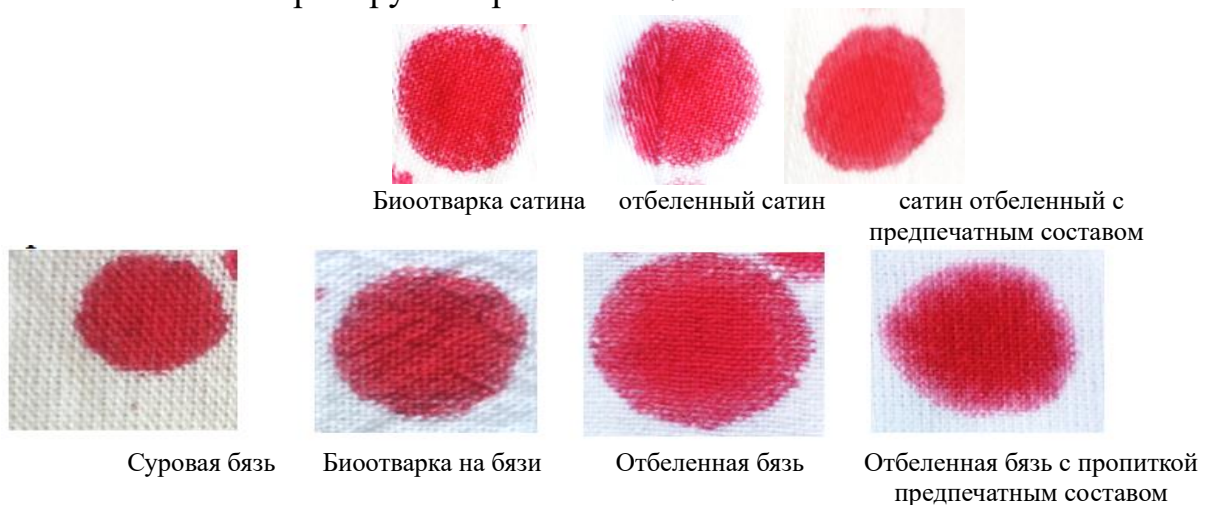 Биоотварка сатина отбеленный сатин сатин отбеленный с
предпечатным составом
Суровая бязь Биоотварка на бязи Отбеленная бязь Отбеленная бязь с пропиткой
предпечатным составом